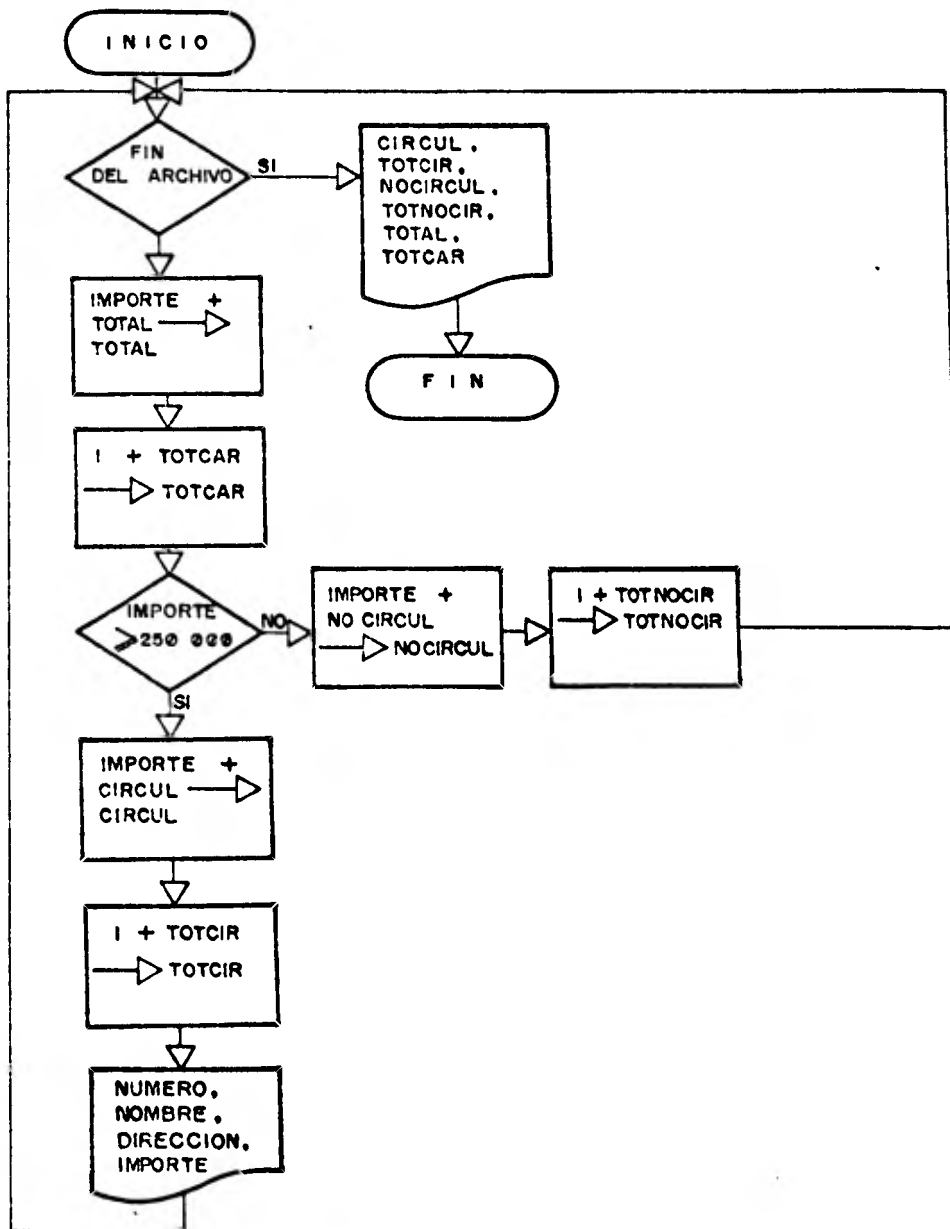 INICIO
FIN
DEL ARCHIVO
SI
CIRCUL,
TOTCIR,
NOCIRCUL,
TOTNOCIR,
TOTAL,
TOTCAR
FIN
IMPORTE +
TOTAL
TOTAL
1 + TOTCAR
TOTCAR
IMPORTE
≥250 000
NO
IMPORTE +
NO CIRCUL
NOCIRCUL
1 + TOTNOCIR
TOTNOCIR
SI
IMPORTE +
CIRCUL
CIRCUL
1 + TOTCIR
TOTCIR
NUMERO,
NOMBRE,
DIRECCION,
IMPORTE